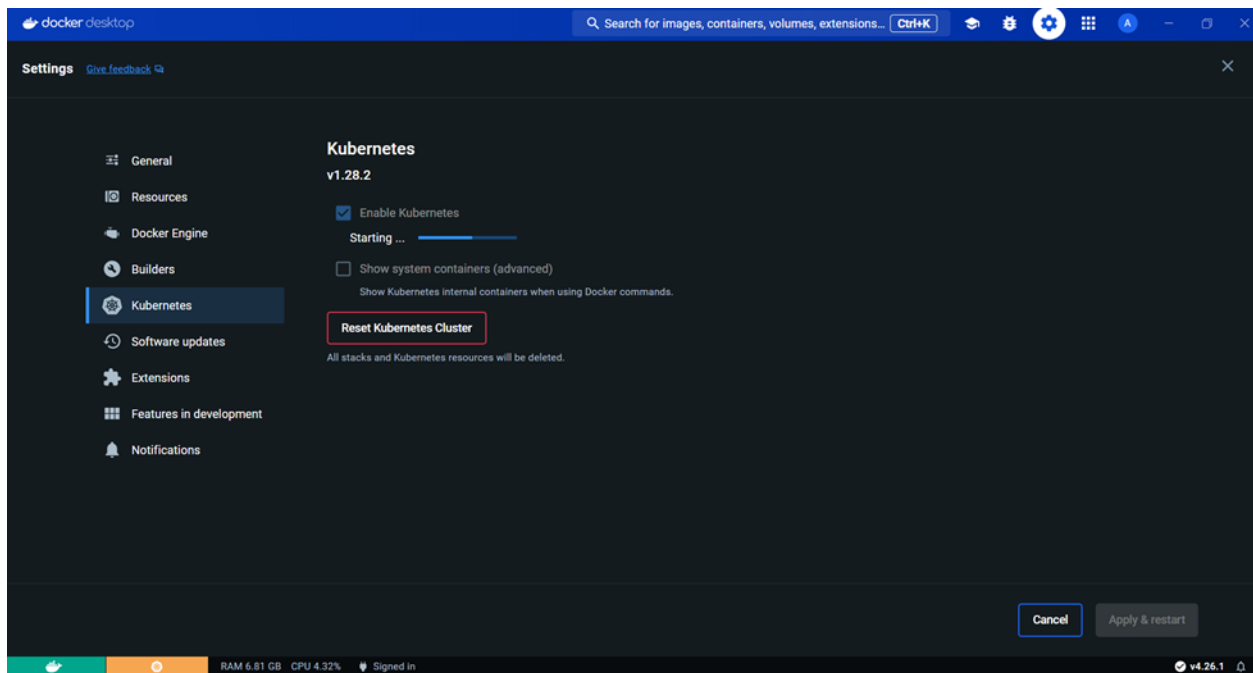 docker desktop
Search for images, containers, volumes, extensions... Ctrl+K
A
Settings Give feedback
General
Resources
Docker Engine
Builders
Kubernetes
Software updates
Extensions
Features in development
Notifications
Kubernetes
v1.28.2
Enable Kubernetes
Starting ...
Show system containers (advanced)
Show Kubernetes internal containers when using Docker commands.
Reset Kubernetes Cluster
All stacks and Kubernetes resources will be deleted.
Cancel Apply & restart
RAM 6.81 GB CPU 4.32% Signed in v4.26.1